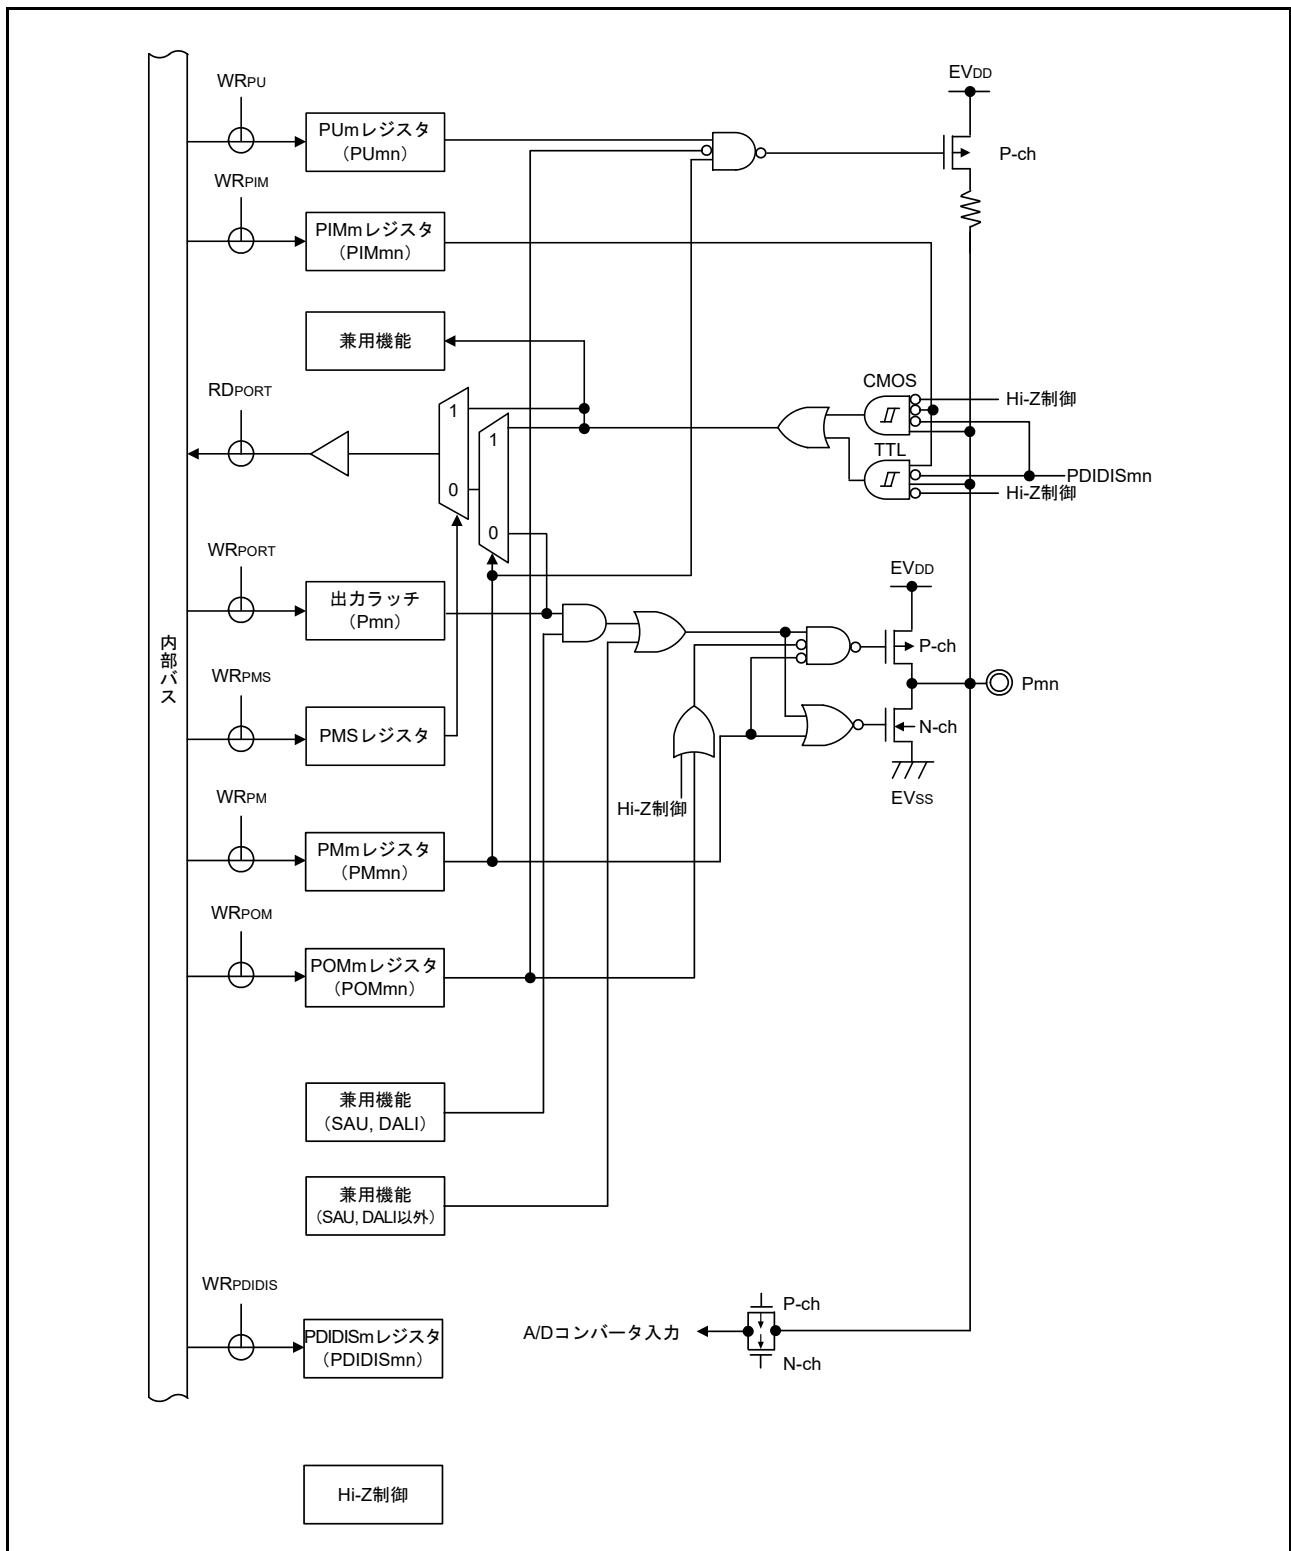 EVDD
WRPU
PUmレジスタ
(PUmn)
P-ch
WRPIM
PIMmレジスタ
(PIMmn)
兼用機能
CMOS
Hi-Z制御
RDPORT
1
1
TTL
PDIDISmn
0
Hi-Z制御
0
WRPORT
EVDD
出力ラッチ
(Pmn)
内部バス
P-ch
Pmn
WRPMS
PMSレジスタ
N-ch
WRPM
EVSS
Hi-Z制御
PMmレジスタ
(PMmn)
WRPOM
POMmレジスタ
(POMmn)
兼用機能
(SAU, DALI)
兼用機能
(SAU, DALI以外)
WRPDIDIS
P-ch
PDIDISmレジスタ
(PDIDISmn)
A/Dコンバータ入力
N-ch
Hi-Z制御